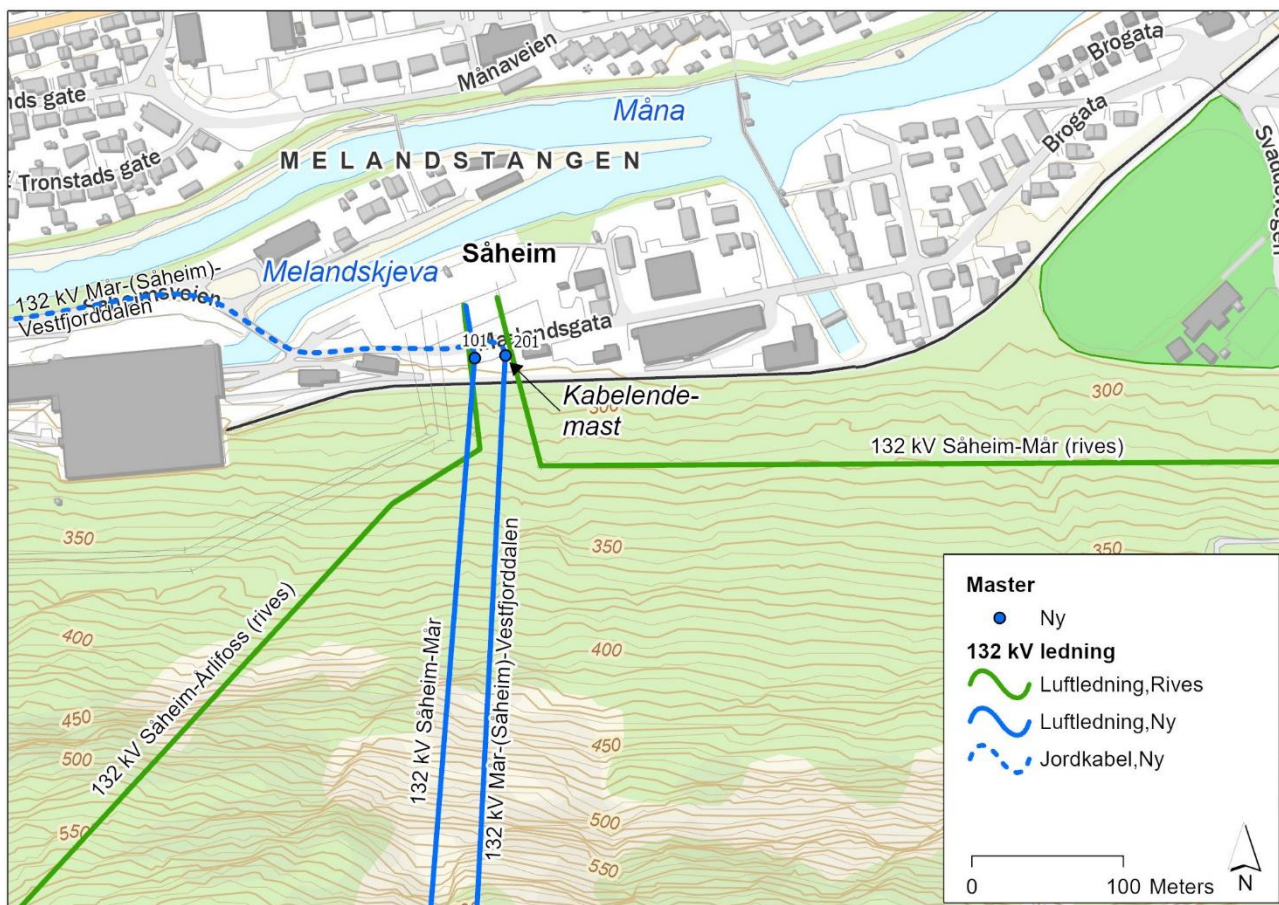 Månaveien
Brogata
nds gate
Måna
Brogata
MELANDSTANGEN
Tronstads gate
Såheim
Melandskjeva
132 kV Mår-(Såheim)-
Vestfjorddalen
101
201
Kabelende-
mast
300
300
132 kV Såheim-Mår (rives)
350
350
350
132 kV Såheim-Årlifoss (rives)
132 kV Såheim-Mår
132 kV Mår-(Såheim)-Vestfjorddalen
400
400
450
450
500
500
550
550
Master
Ny
132 kV ledning
Luftledning,Rives
Luftledning,Ny
Jordkabel,Ny
0 100 Meters
N